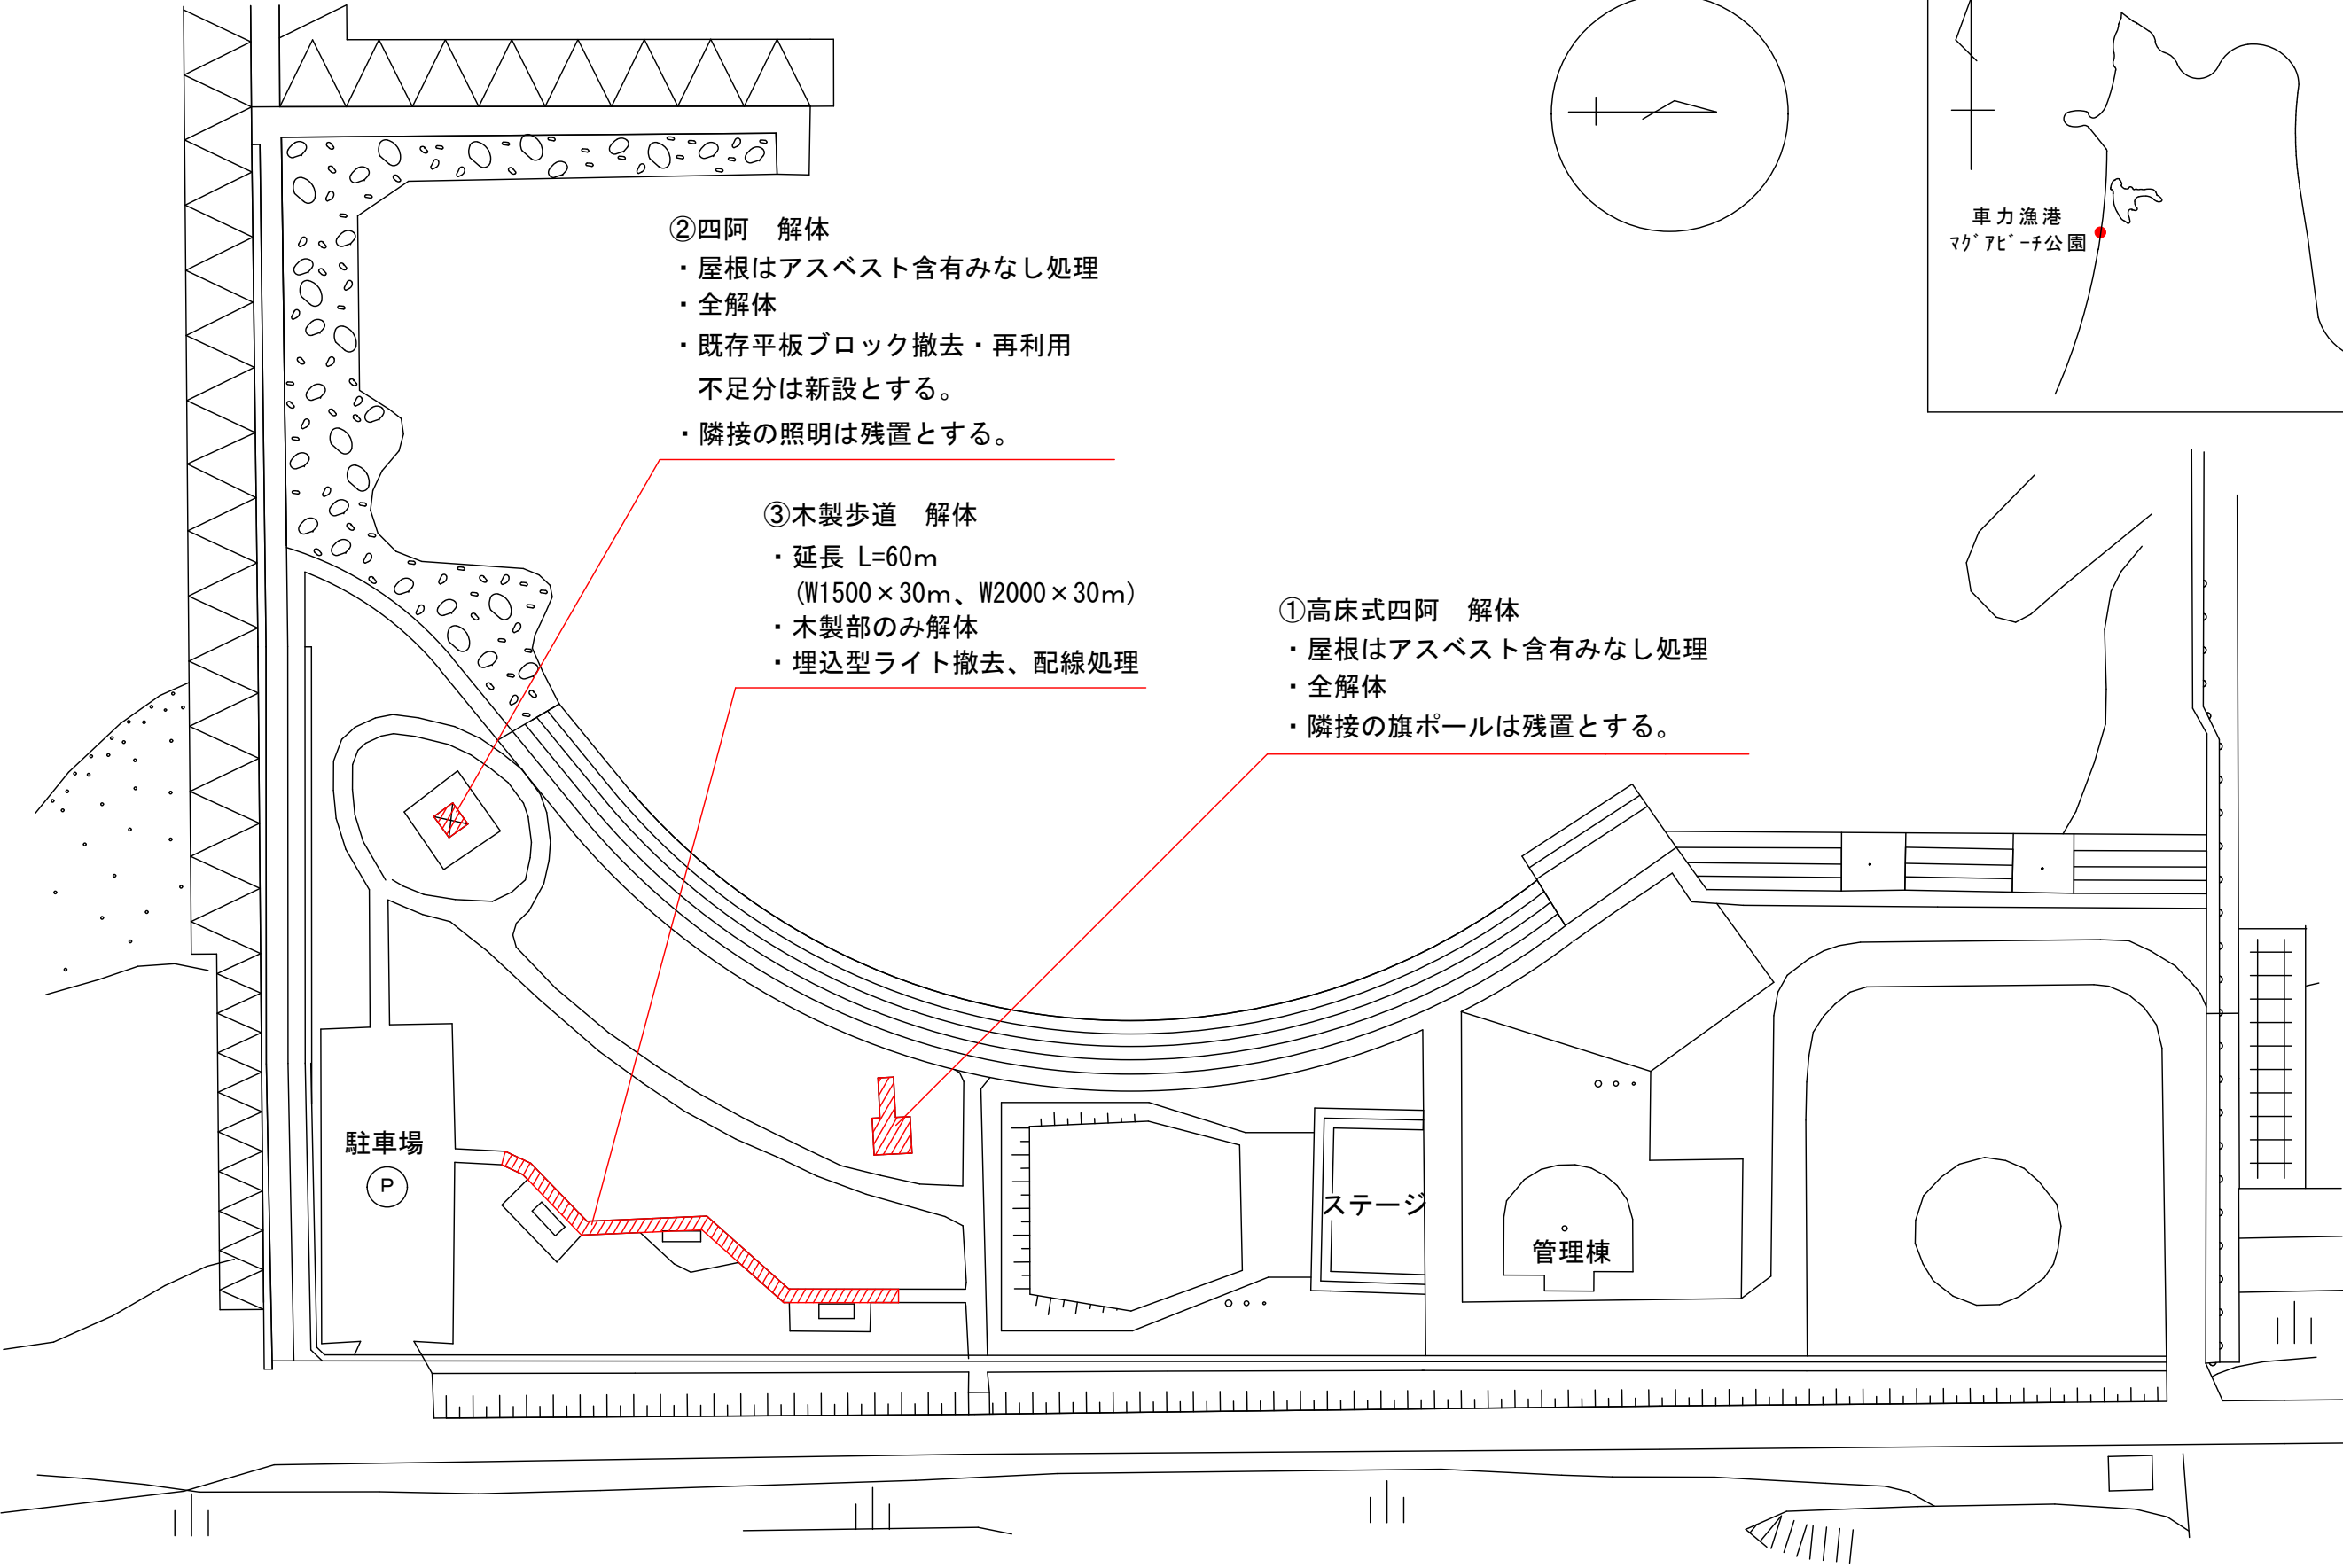 ②四阿　解体
・屋根はアスベスト含有みなし処理
・全解体
・既存平板ブロック撤去・再利用
不足分は新設とする。
・隣接の照明は残置とする。
③木製歩道　解体
・延長 L=60m
(W1500×30m、W2000×30m)
・木製部のみ解体
・埋込型ライト撤去、配線処理
①高床式四阿　解体
・屋根はアスベスト含有みなし処理
・全解体
・隣接の旗ポールは残置とする。
車力漁港
ﾏｸﾞｱﾋﾞｰﾁ公園
駐車場
P
ステージ
管理棟